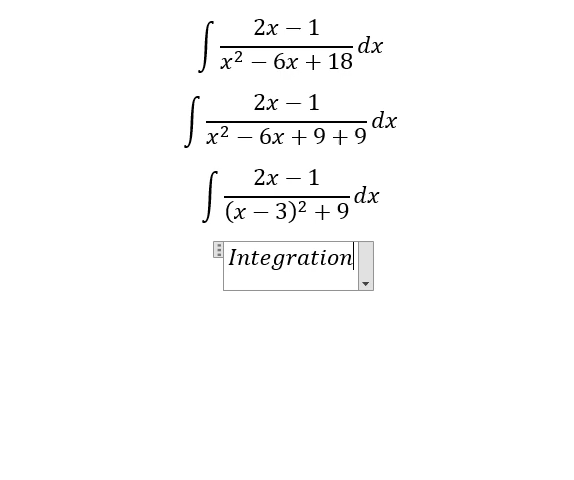 ∫ (2x − 1)/(x² − 6x + 18) dx
∫ (2x − 1)/(x² − 6x + 9 + 9) dx
∫ (2x − 1)/((x − 3)² + 9) dx
Integration